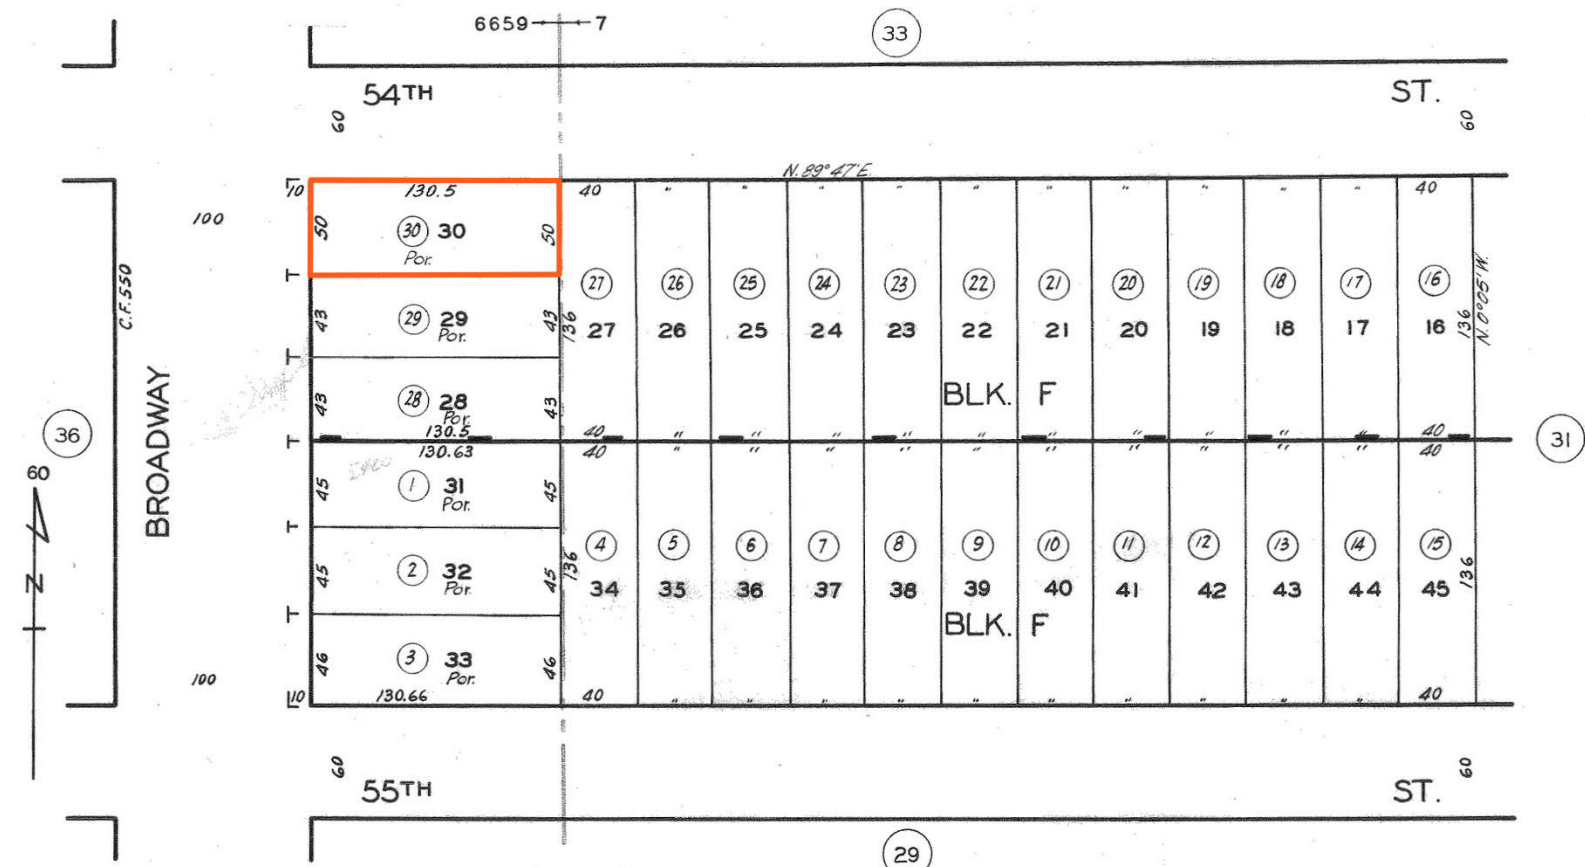 6659 7
33
54TH ST.
60 60
N. 89° 47' E.
10 130.5 40 " " " " " " " " " " 40
100
50 30 30 50
Por.
C.F. 550
27 26 25 24 23 22 21 20 19 18 17 16
43 29 29 43 136 27 26 25 24 23 22 21 20 19 18 17 16 136 N. 0° 05' W.
Por.
BROADWAY
BLK. F
43 28 28 43
Por.
130.5 40 " " " " " " " " " " 40
36 31
130.63 40 " " " " " " " " " " 40
60
N
45 1 31 45
Por.
4 5 6 7 8 9 10 11 12 13 14 15
45 2 32 45 136 34 35 36 37 38 39 40 41 42 43 44 45 136
Por.
BLK. F
46 3 33 46
Por.
100
10 130.66 40 " " " " " " " " " " 40
60 60
55TH ST.
29